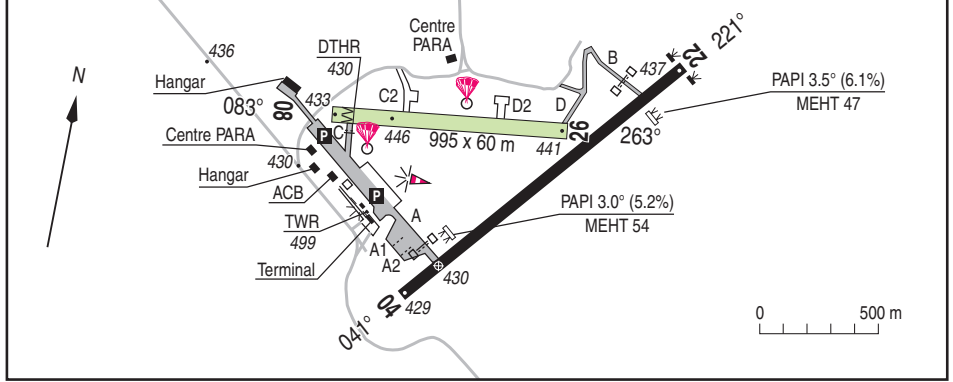 436
N
DTHR
430
Centre
PARA
B
437
22
221°
Hangar
083°
08
433
C2
D2
D
PAPI 3.5° (6.1%)
MEHT 47
P
C
446
995 x 60 m
441
26
263°
Centre PARA
430
Hangar
ACB
P
A
PAPI 3.0° (5.2%)
MEHT 54
TWR
499
A1
A2
Terminal
430
04
429
041°
0 500 m